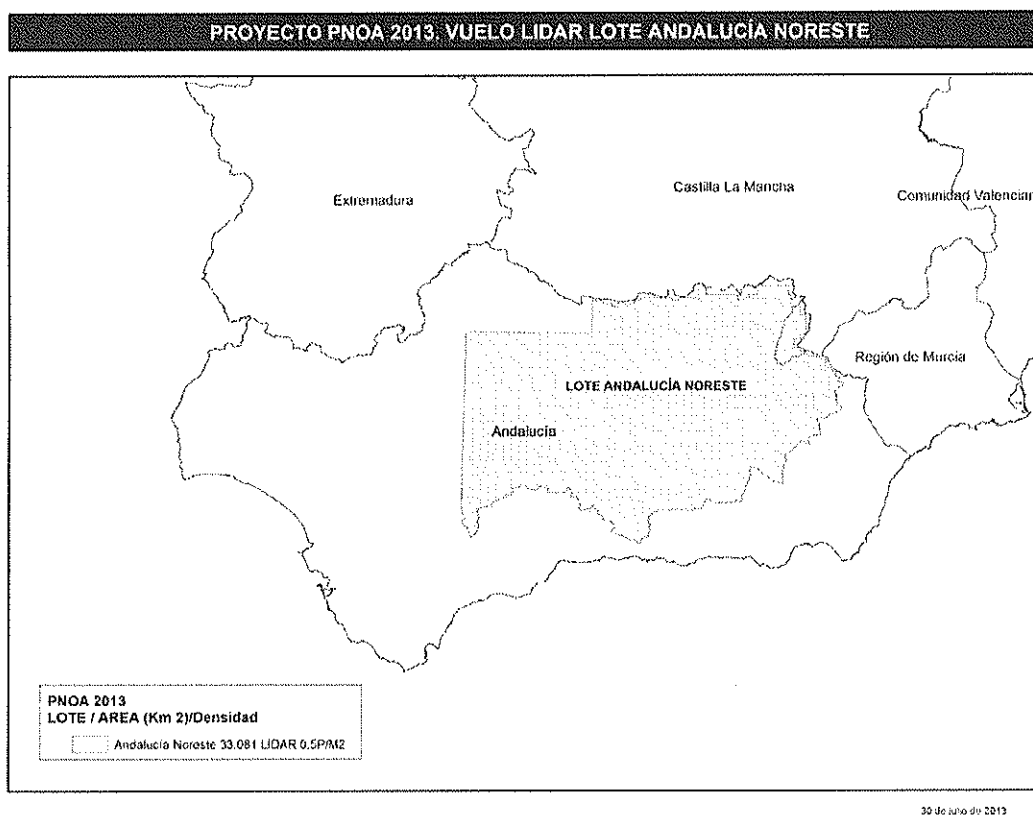 PROYECTO PNOA 2013. VUELO LIDAR LOTE ANDALUCÍA NORESTE
Extremadura
Castilla La Mancha
Comunidad Valencian
Región de Murcia
LOTE ANDALUCÍA NORESTE
Andalucía
PNOA 2013
LOTE / AREA (Km 2)/Densidad
Andalucía Noreste 33.081 LIDAR 0.5P/M2
30 de de 2013